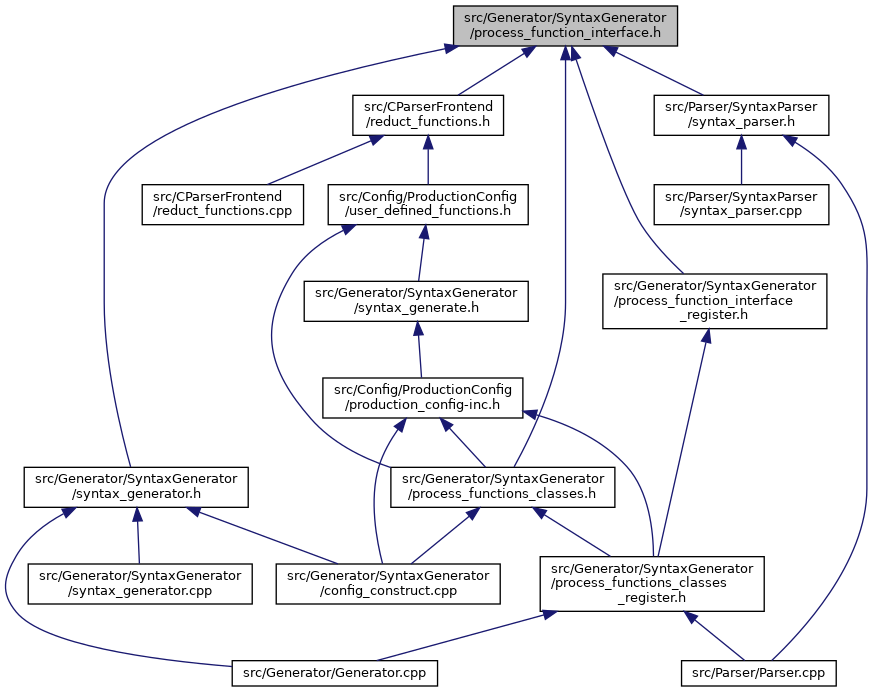 src/Generator/SyntaxGenerator
/process_function_interface.h
src/CParserFrontend
/reduct_functions.h
src/Parser/SyntaxParser
/syntax_parser.h
src/CParserFrontend
/reduct_functions.cpp
src/Config/ProductionConfig
/user_defined_functions.h
src/Parser/SyntaxParser
/syntax_parser.cpp
src/Generator/SyntaxGenerator
/process_function_interface
_register.h
src/Generator/SyntaxGenerator
/syntax_generate.h
src/Config/ProductionConfig
/production_config-inc.h
src/Generator/SyntaxGenerator
/syntax_generator.h
src/Generator/SyntaxGenerator
/process_functions_classes.h
src/Generator/SyntaxGenerator
/syntax_generator.cpp
src/Generator/SyntaxGenerator
/config_construct.cpp
src/Generator/SyntaxGenerator
/process_functions_classes
_register.h
src/Generator/Generator.cpp
src/Parser/Parser.cpp